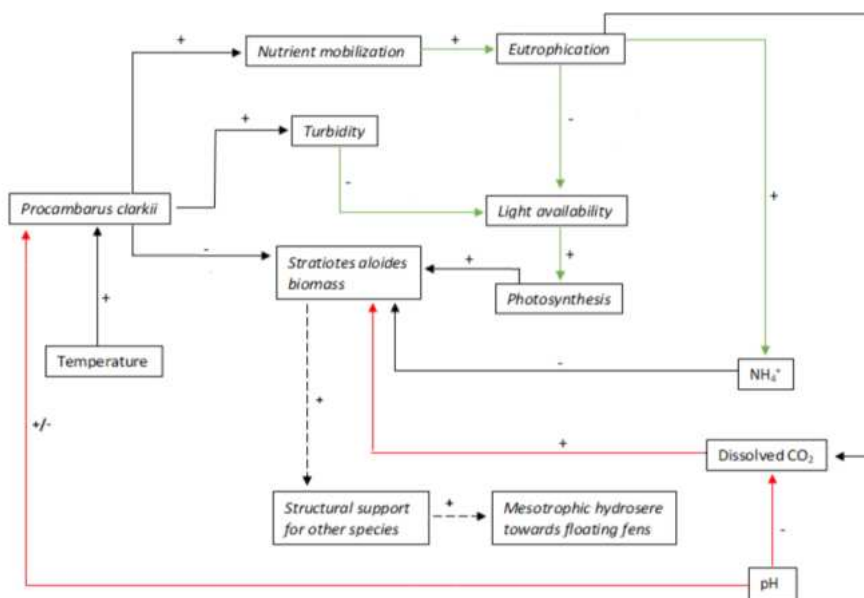 +
Nutrient mobilization
+
Eutrophication
+
Turbidity
-
-
+
Procambarus clarkii
Light availability
-
+
+
Stratiotes aloides
biomass
Photosynthesis
+
Temperature
-
NH₄⁺
+
+/-
+
Dissolved CO₂
Structural support
for other species
+
Mesotrophic hydrosere
towards floating fens
-
pH